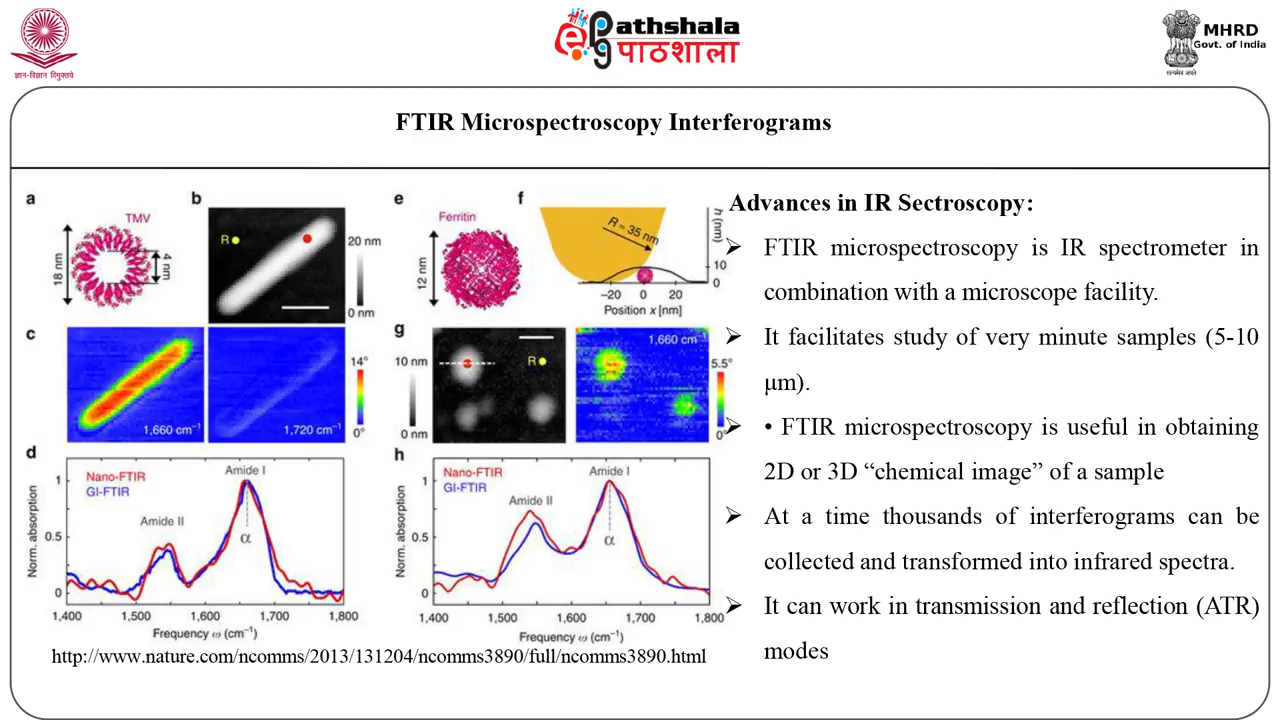 ज्ञान-विज्ञान विमुक्तये
ePathshala
पाठशाला
MHRD
Govt. of India
सत्यमेव जयते
FTIR Microspectroscopy Interferograms
a
TMV
18 nm
4 nm
b
R
20 nm
0 nm
c
1,660 cm⁻¹
1,720 cm⁻¹
14°
0°
d
Nano-FTIR
GI-FTIR
Amide I
Amide II
α
Norm. absorption
1
0.5
0
1,400 1,500 1,600 1,700 1,800
Frequency ω (cm⁻¹)
e
Ferritin
12 nm
f
R = 35 nm
h (nm)
10
0
−20 0 20
Position x [nm]
g
10 nm
0 nm
R
1,660 cm⁻¹
5.5°
0°
h
Nano-FTIR
GI-FTIR
Amide I
Amide II
α
Norm. absorption
1
0.5
0
1,400 1,500 1,600 1,700 1,800
Frequency ω (cm⁻¹)
http://www.nature.com/ncomms/2013/131204/ncomms3890/full/ncomms3890.html
Advances in IR Sectroscopy:
➢ FTIR microspectroscopy is IR spectrometer in
combination with a microscope facility.
➢ It facilitates study of very minute samples (5-10
μm).
➢ • FTIR microspectroscopy is useful in obtaining
2D or 3D “chemical image” of a sample
➢ At a time thousands of interferograms can be
collected and transformed into infrared spectra.
➢ It can work in transmission and reflection (ATR)
modes